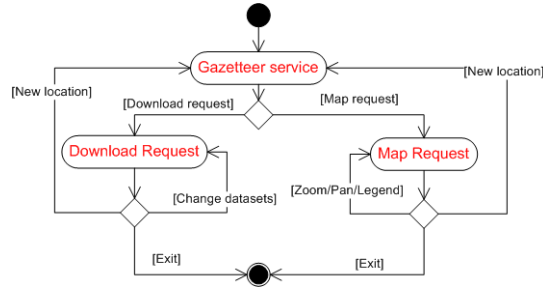 Gazetteer service
[New location]
[New location]
[Download request]
[Map request]
Download Request
Map Request
[Change datasets]
[Zoom/Pan/Legend]
[Exit]
[Exit]